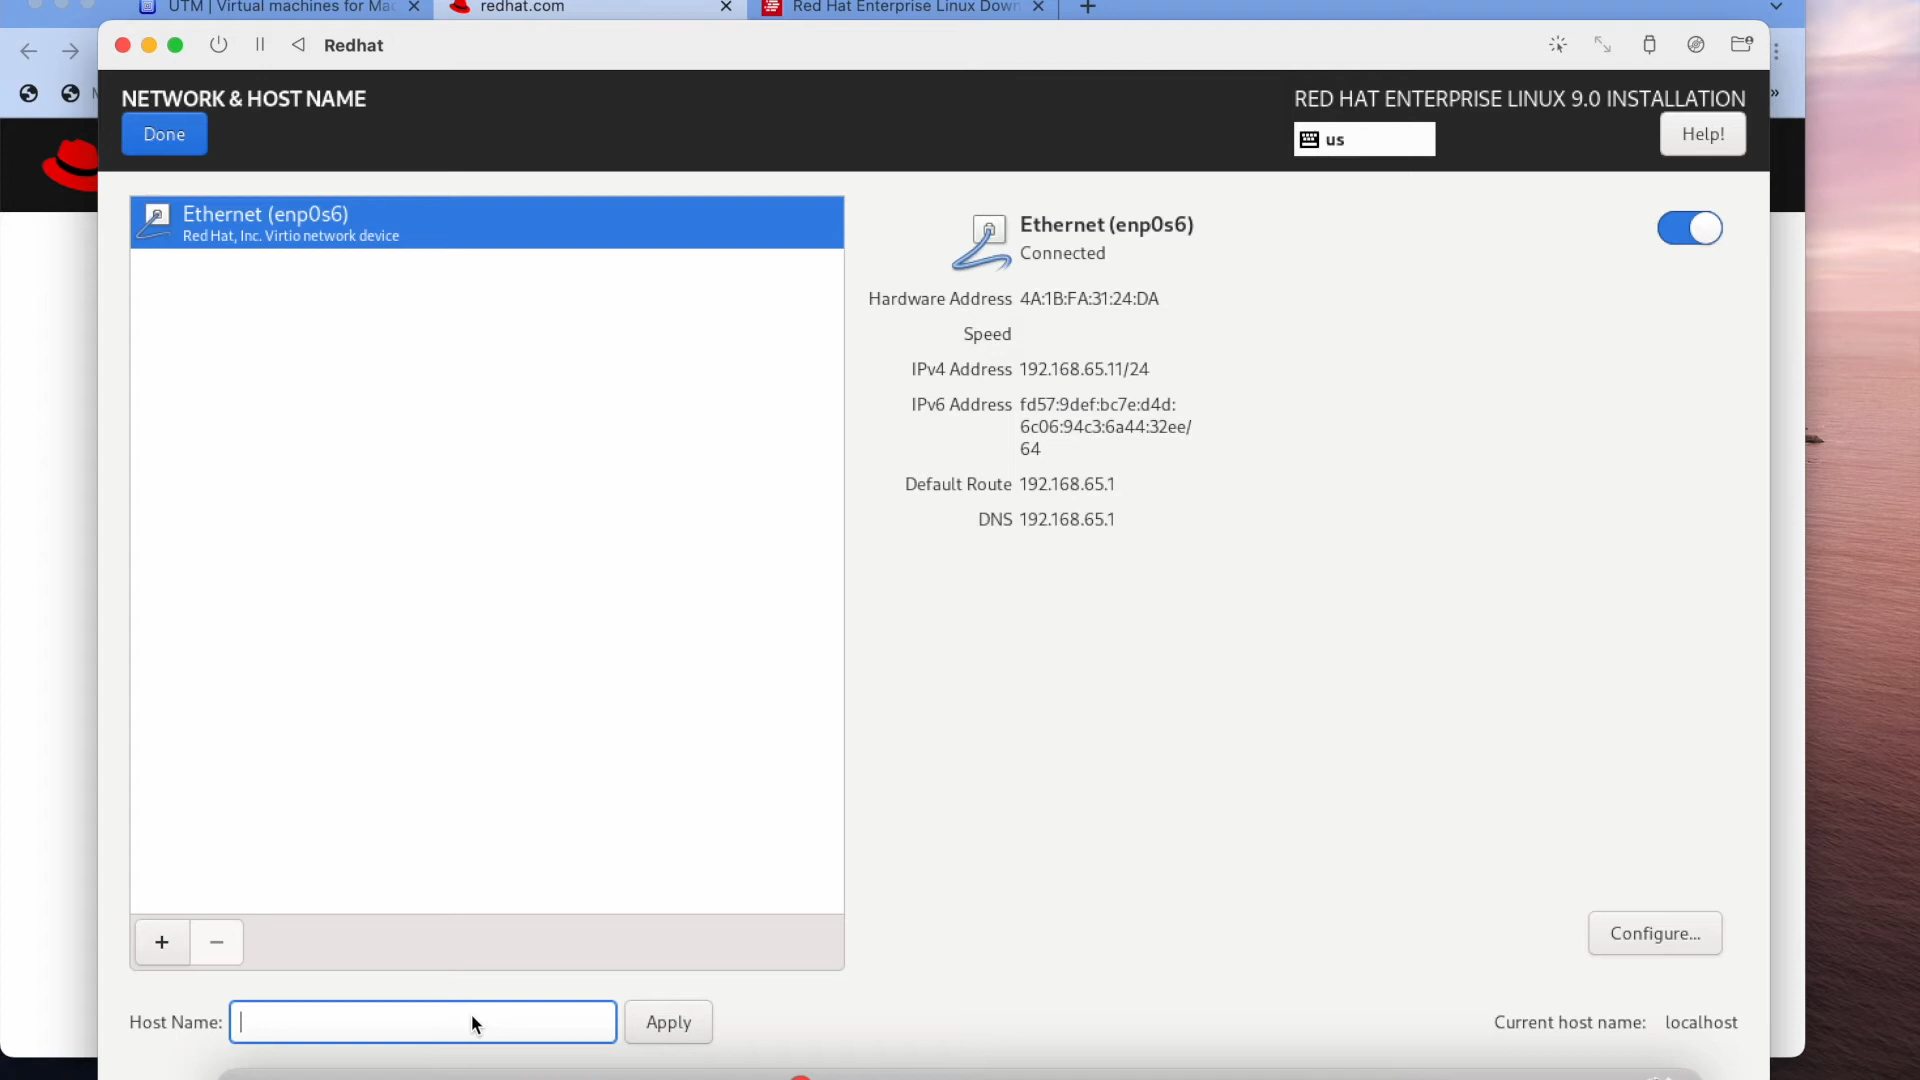 UTM | Virtual machines for Mac
redhat.com
Red Hat Enterprise Linux Down
Redhat
NETWORK & HOST NAME
RED HAT ENTERPRISE LINUX 9.0 INSTALLATION
Done
us
Help!
Ethernet (enp0s6)
Red Hat, Inc. Virtio network device
Ethernet (enp0s6)
Connected
Hardware Address 4A:1B:FA:31:24:DA
Speed
IPv4 Address 192.168.65.11/24
IPv6 Address fd57:9def:bc7e:d4d:
6c06:94c3:6a44:32ee/
64
Default Route 192.168.65.1
DNS 192.168.65.1
+ −
Configure...
Host Name:
Apply
Current host name: localhost